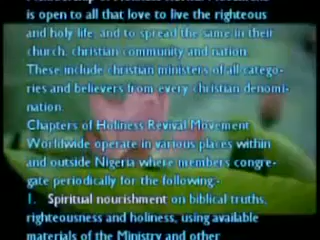 is open to all that love to live the righteous
and holy life, and to spread the same in their
church, christian community and nation.
These include christian ministers of all catego-
ries and believers from every christian denomi-
nation.
Chapters of Holiness Revival Movement
Worldwide operate in various places within
and outside Nigeria where members congre-
gate periodically for the following:-
1. Spiritual nourishment on biblical truths,
righteousness and holiness, using available
materials of the Ministry and other